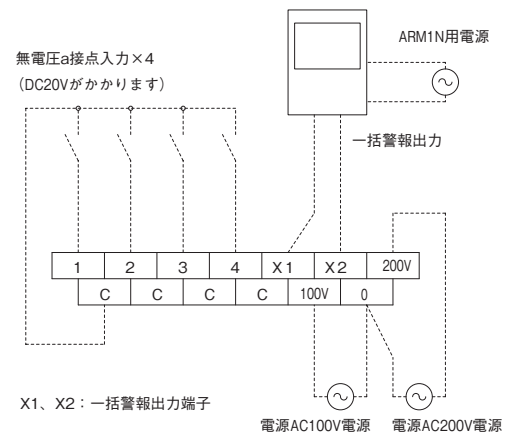 ARM1N用電源
無電圧a接点入力×4
（DC20Vがかかります）
一括警報出力
1 2 3 4 X1 X2 200V
C C C C 100V 0
X1、X2：一括警報出力端子
電源AC100V電源 電源AC200V電源